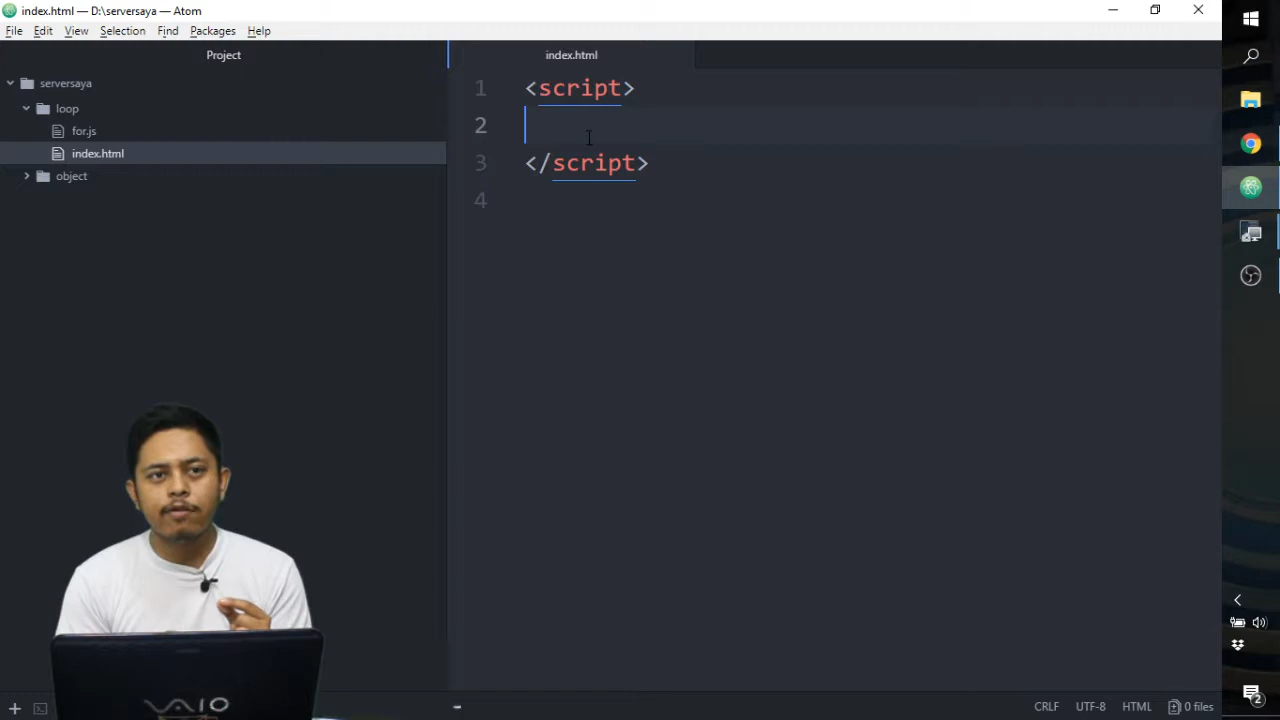 index.html — D:\serversaya — Atom
File Edit View Selection Find Packages Help
Project
index.html
serversaya
loop
for.js
index.html
object
1 <script>
2
3 </script>
4
VAIO
CRLF UTF-8 HTML 0 files
2